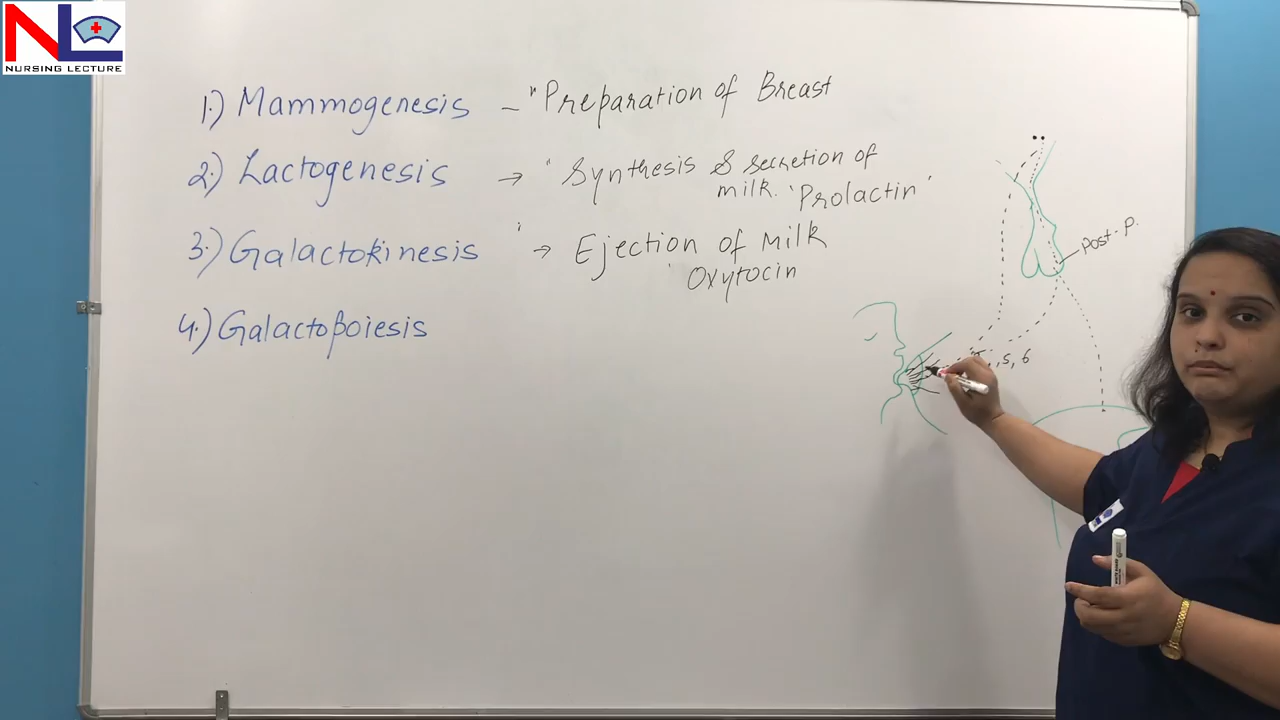 NL
NURSING LECTURE
1.) Mammogenesis - "Preparation of Breast
2.) Lactogenesis → "Synthesis & secretion of
milk. 'Prolactin'
3.) Galactokinesis " → Ejection of Milk
' Oxytocin
Post-P.
4.) Galactopoiesis
, 5, 6